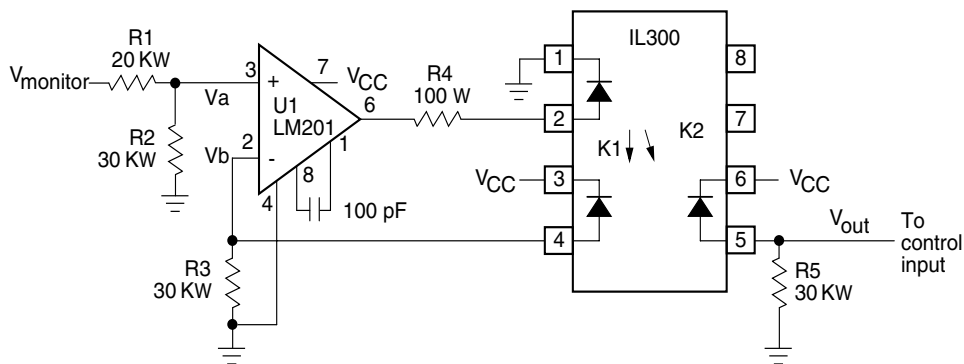 R1
20 KW
Vmonitor
Va
3
+
7
VCC
U1
LM201
6
R4
100 W
R2
30 KW
Vb
2
-
1
8
4
100 pF
R3
30 KW
IL300
1
2
3
4
8
7
6
5
K1
K2
VCC
VCC
Vout
To
control
input
R5
30 KW